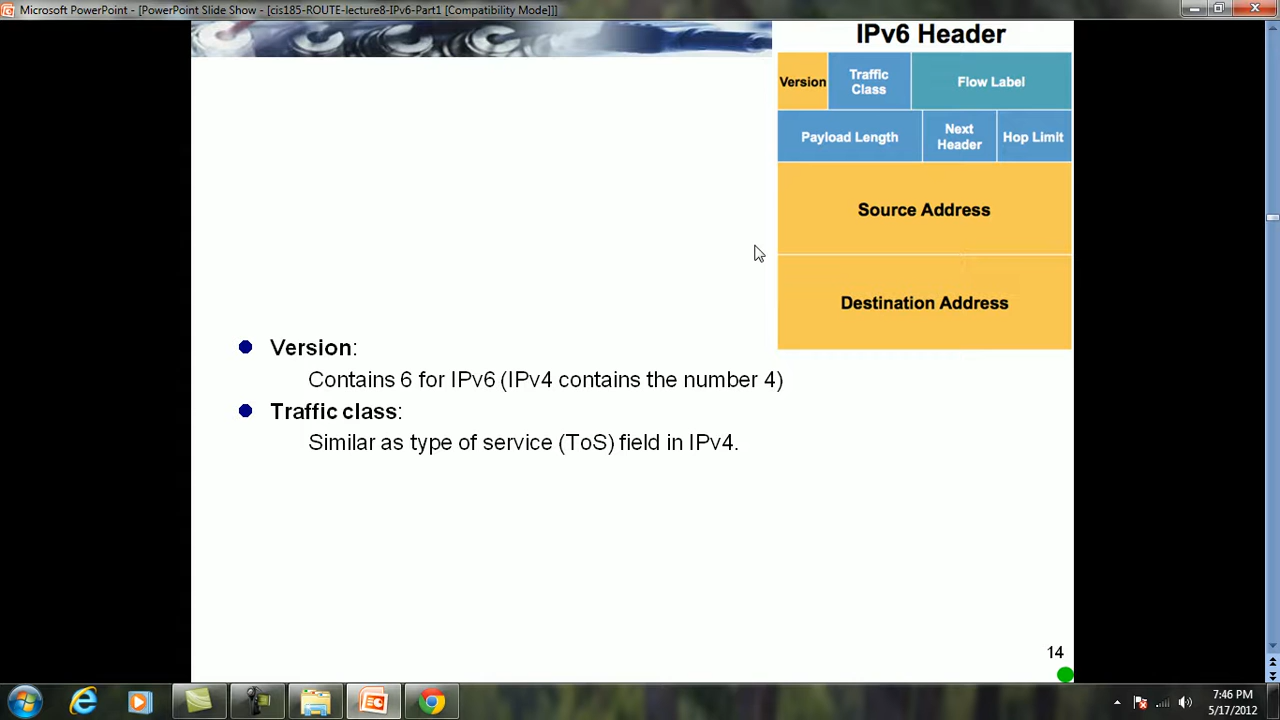 Microsoft PowerPoint - [PowerPoint Slide Show - [cis185-ROUTE-lecture8-IPv6-Part1 [Compatibility Mode]]]
IPv6 Header
Version
Traffic
Class
Flow Label
Payload Length
Next
Header
Hop Limit
Source Address
Destination Address
Version:
Contains 6 for IPv6 (IPv4 contains the number 4)
Traffic class:
Similar as type of service (ToS) field in IPv4.
14
7:46 PM
5/17/2012